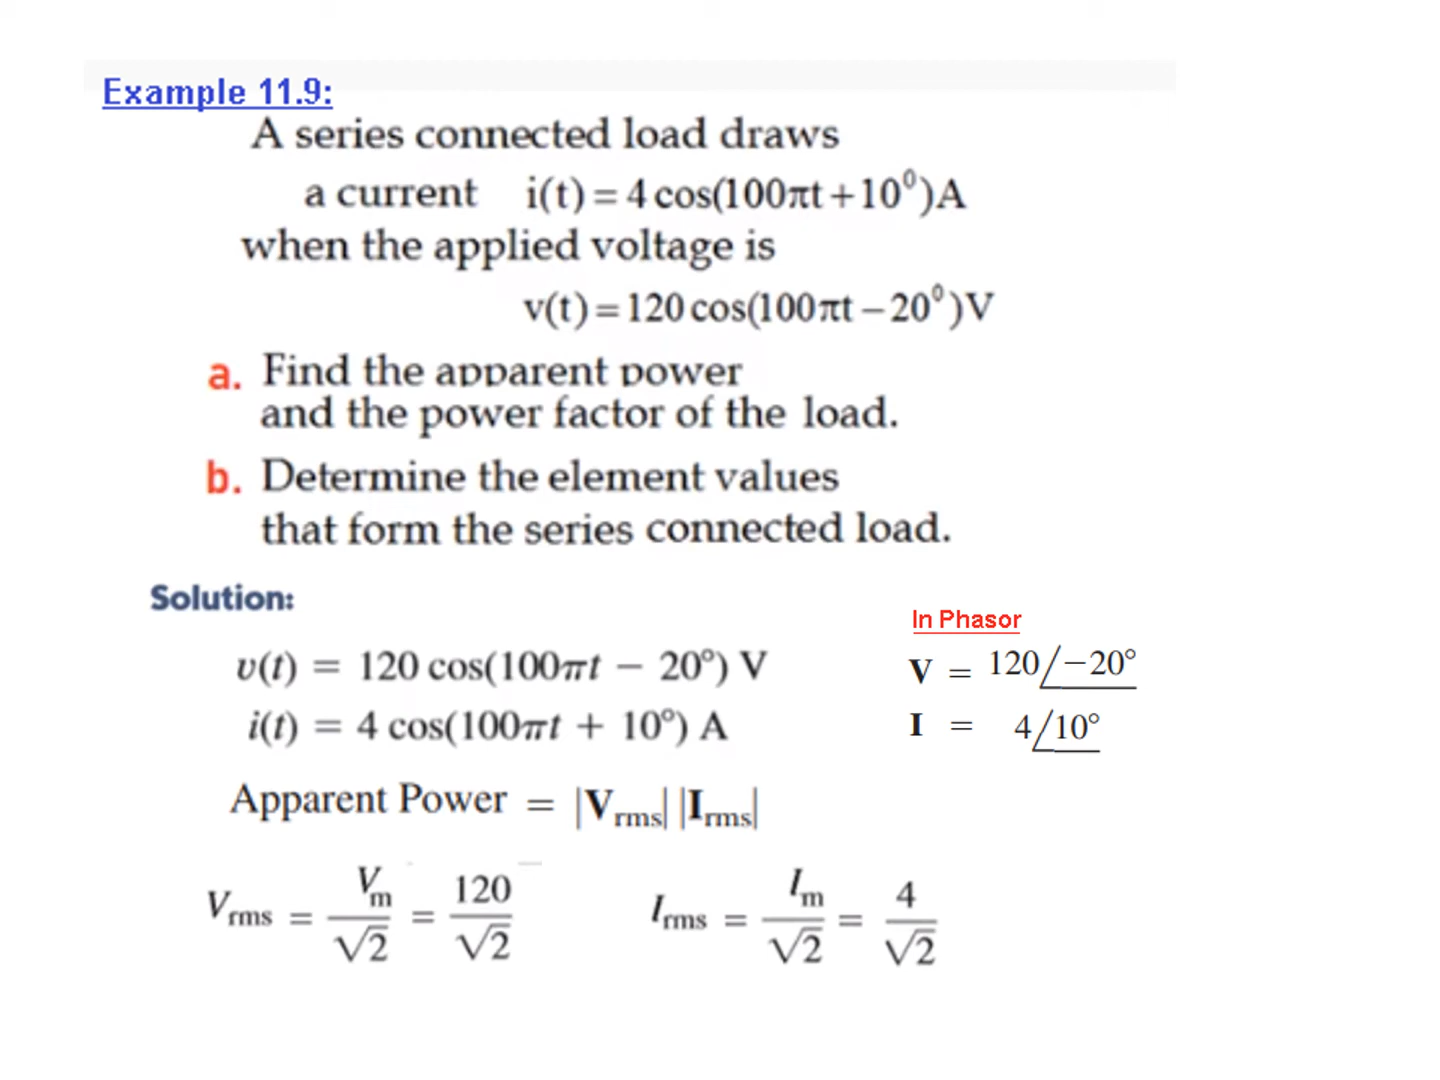 Example 11.9:
A series connected load draws
a current i(t) = 4 cos(100πt + 10⁰)A
when the applied voltage is
v(t) = 120 cos(100πt – 20⁰)V
a. Find the apparent power
and the power factor of the load.
b. Determine the element values
that form the series connected load.
Solution:
In Phasor
v(t) = 120 cos(100πt − 20°) V
V = 120/−20°
i(t) = 4 cos(100πt + 10°) A
I = 4/10°
Apparent Power = |Vrms| |Irms|
Vrms = Vm/√2 = 120/√2
Irms = Im/√2 = 4/√2